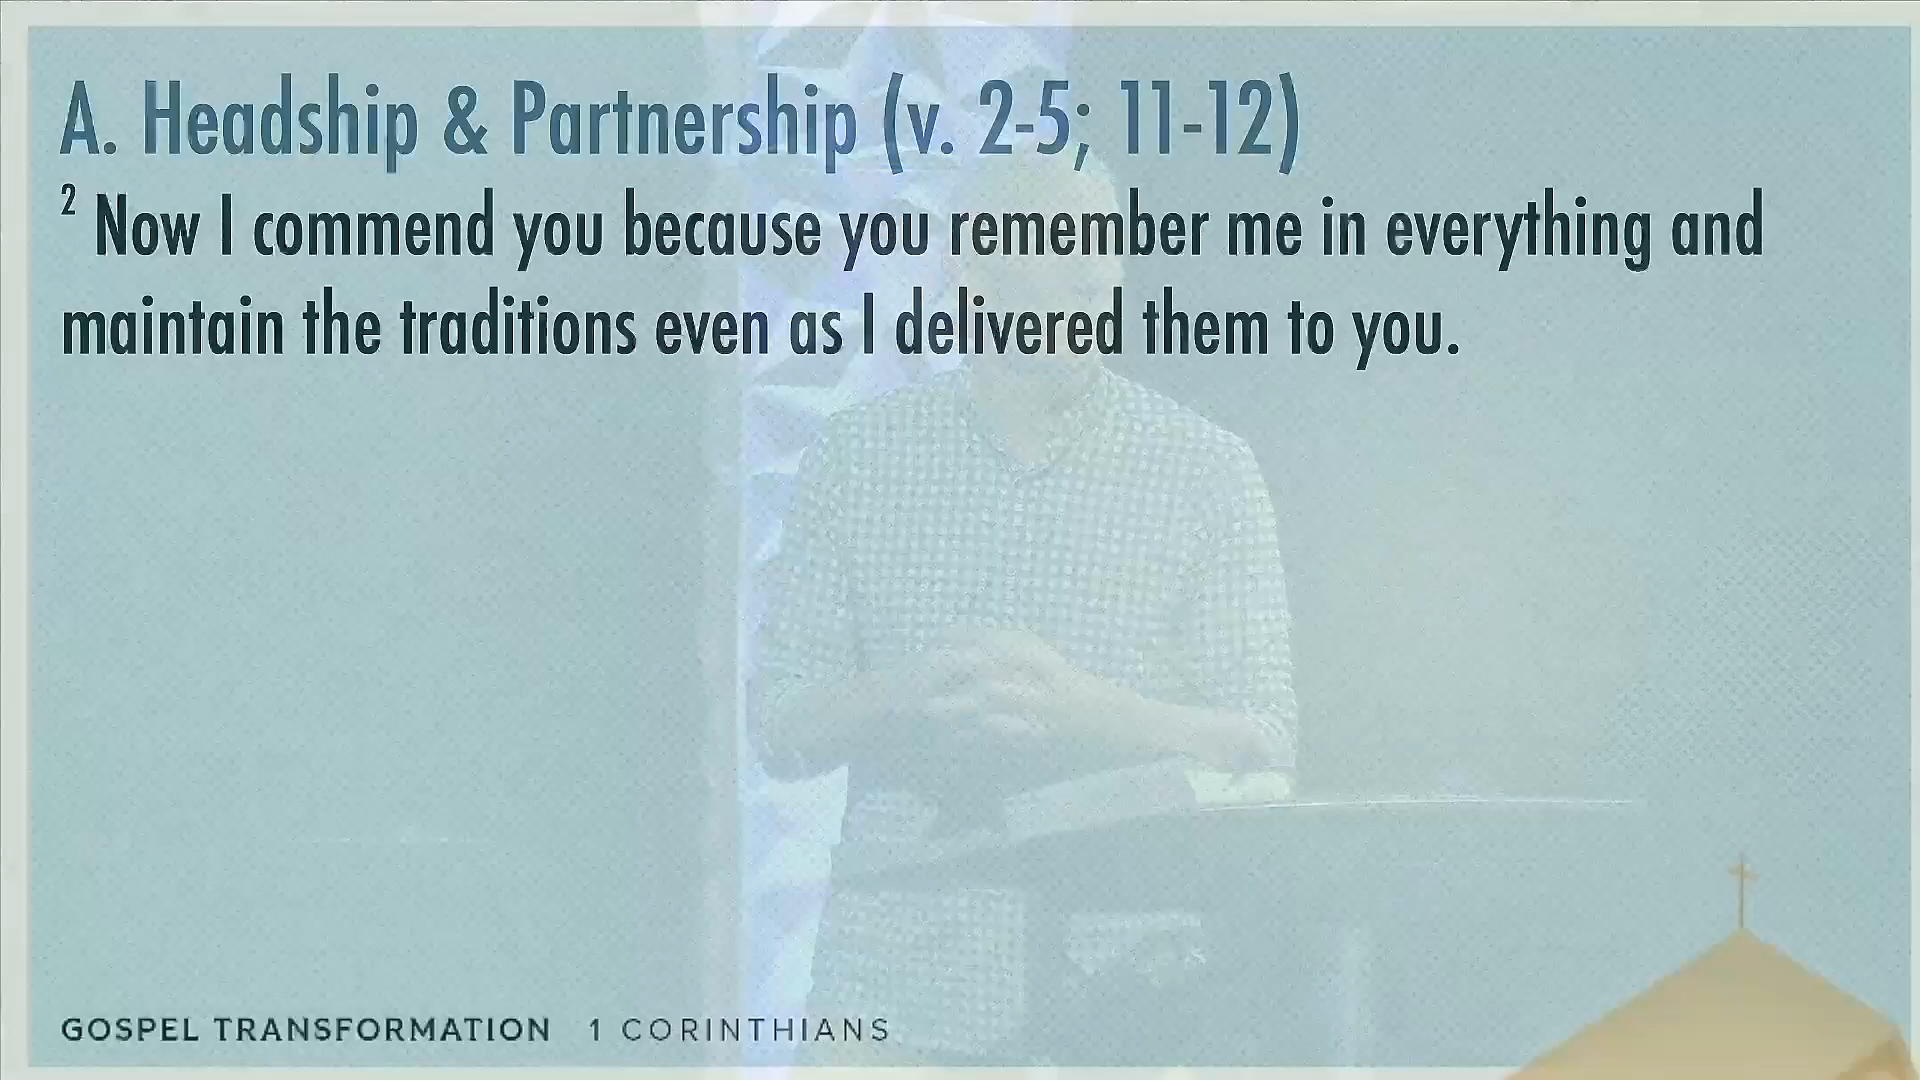 A. Headship & Partnership (v. 2-5; 11-12)
2 Now I commend you because you remember me in everything and
maintain the traditions even as I delivered them to you.
GOSPEL TRANSFORMATION 1 CORINTHIANS